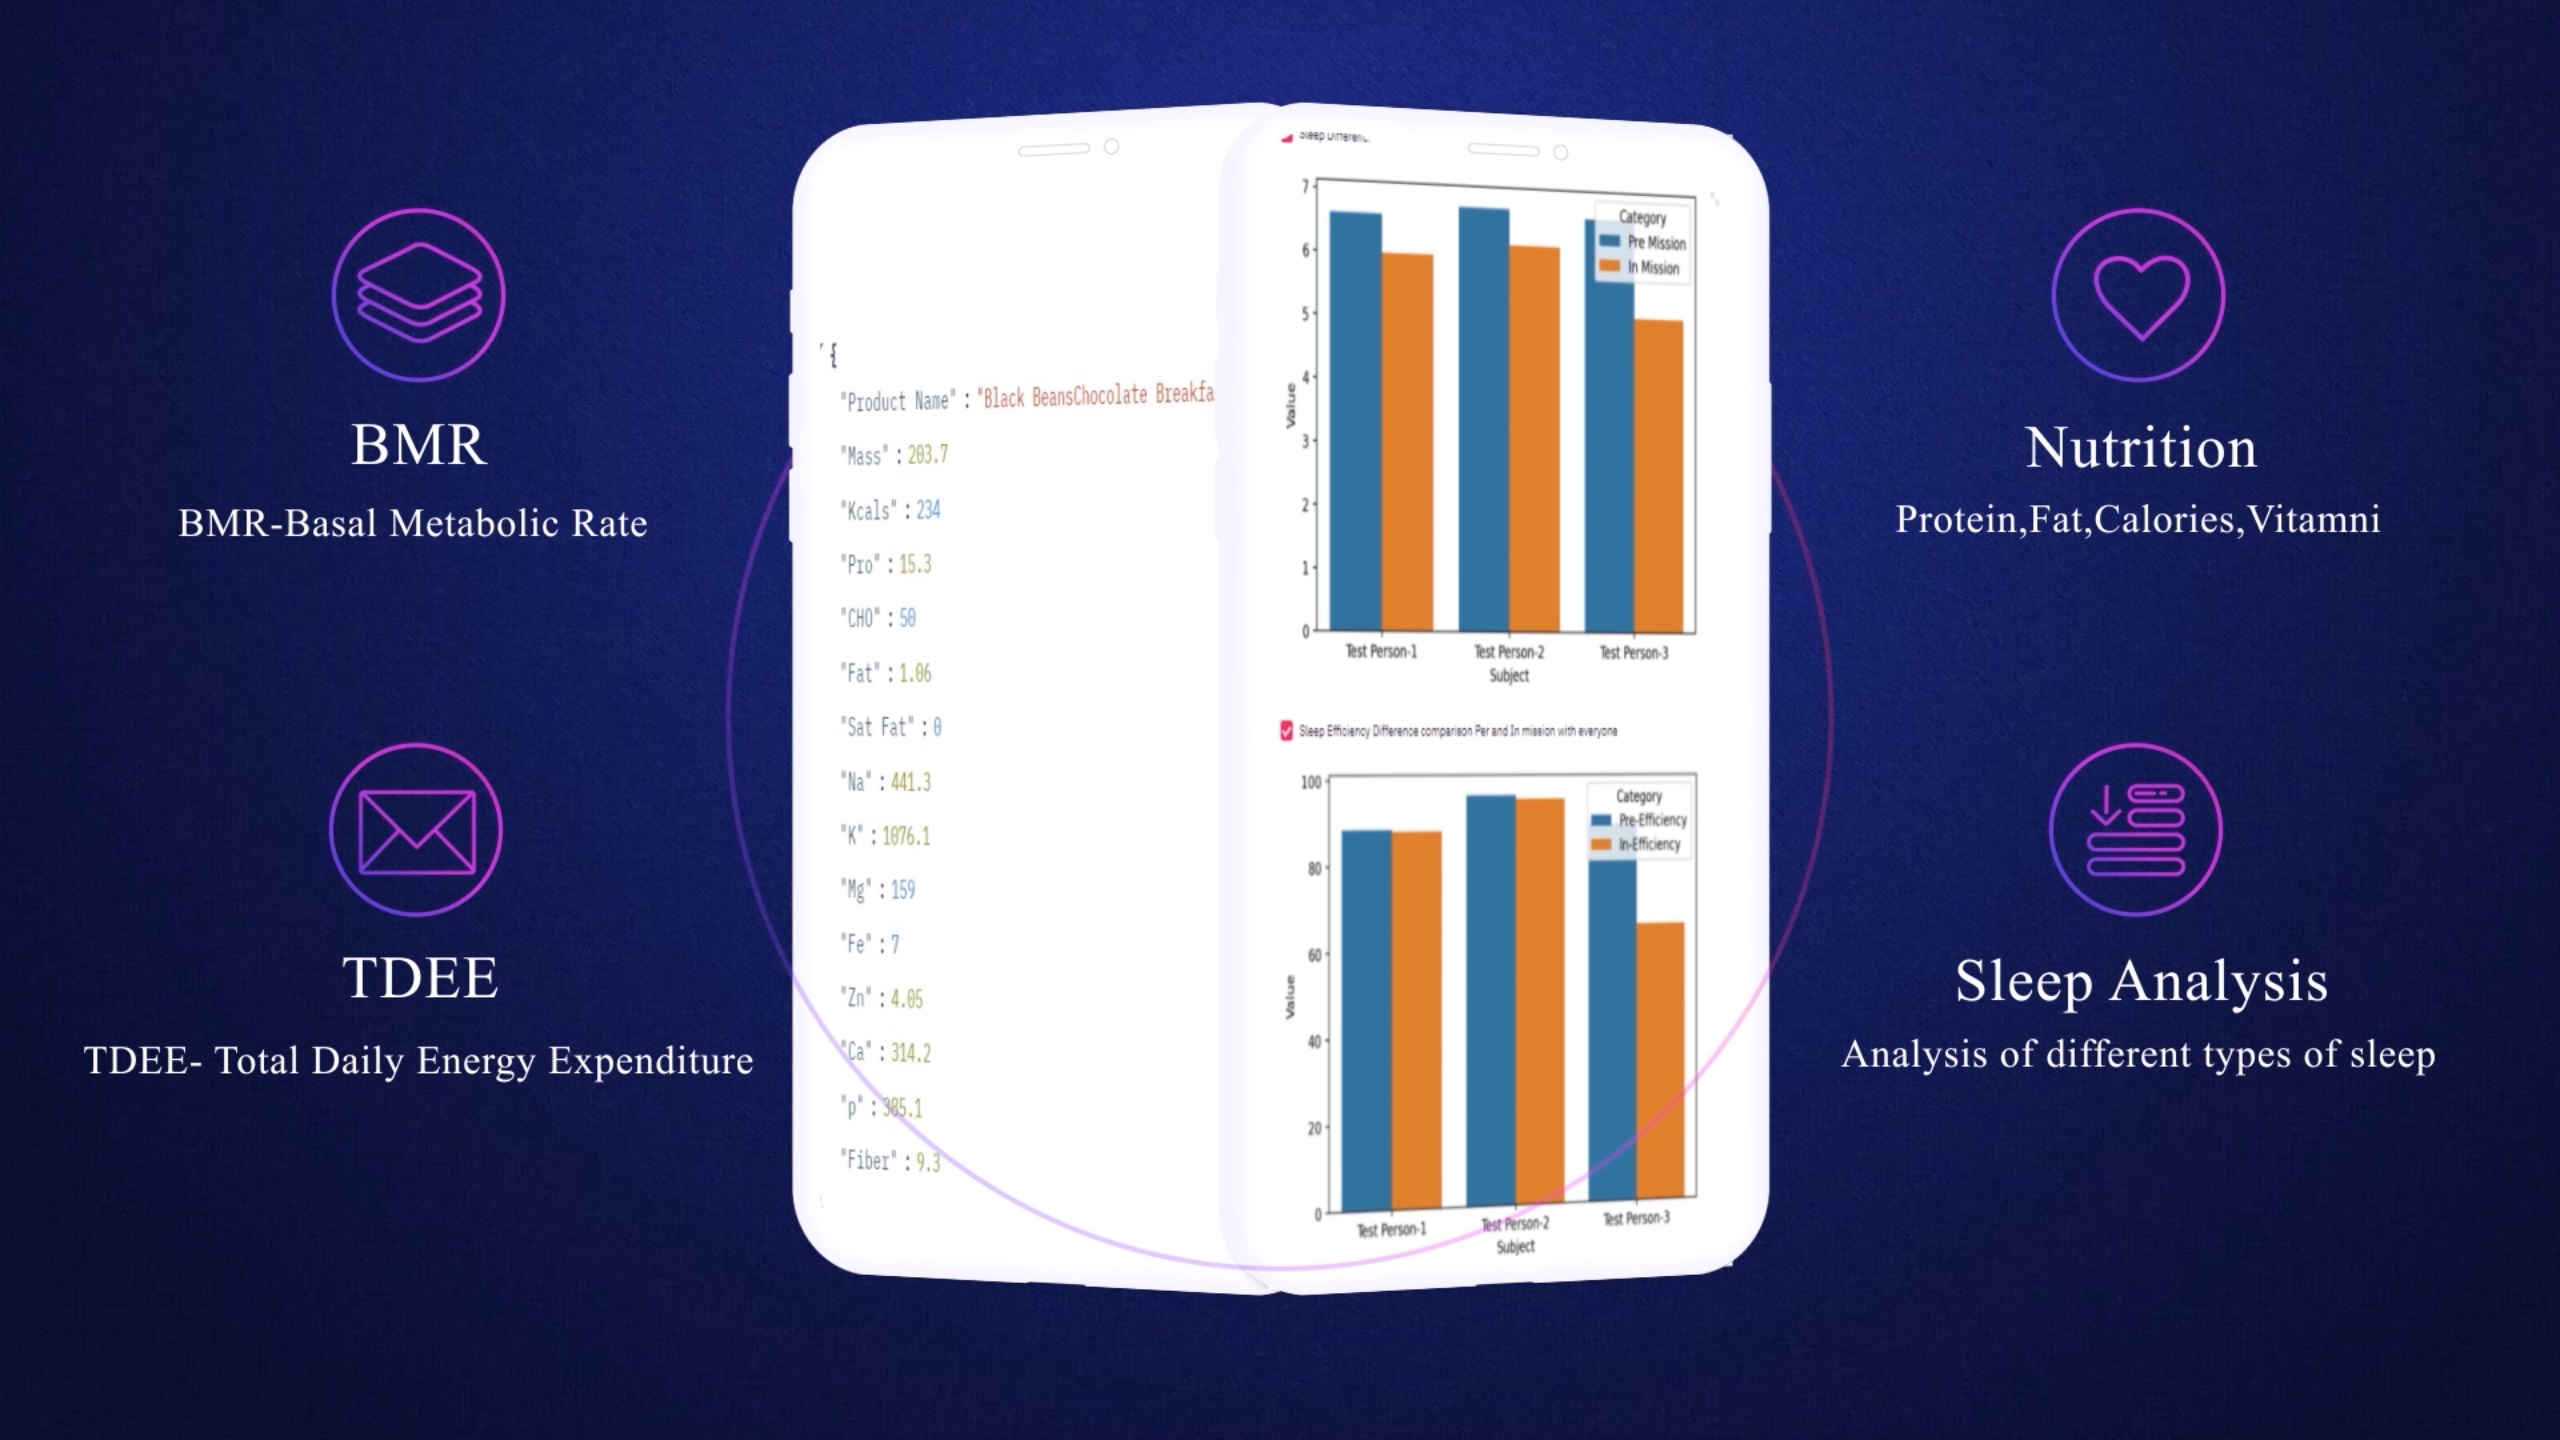 BMR
BMR-Basal Metabolic Rate
TDEE
TDEE- Total Daily Energy Expenditure
{
"Product Name" : "Black BeansChocolate Breakfa
"Mass" : 203.7
"Kcals" : 234
"Pro" : 15.3
"CHO" : 50
"Fat" : 1.06
"Sat Fat" : 0
"Na" : 441.3
"K" : 1076.1
"Mg" : 159
"Fe" : 7
"Zn" : 4.05
"Ca" : 314.2
"p" : 385.1
"Fiber" : 9.3
Sleep
7
6
5
4
3
2
1
0
Value
Category
Pre Mission
In Mission
Test Person-1
Test Person-2
Test Person-3
Subject
Sleep Efficiency Difference comparison Per and In mission with everyone
100
80
60
40
20
0
Value
Category
Pre-Efficiency
In-Efficiency
Test Person-1
Test Person-2
Test Person-3
Subject
Nutrition
Protein,Fat,Calories,Vitamni
Sleep Analysis
Analysis of different types of sleep